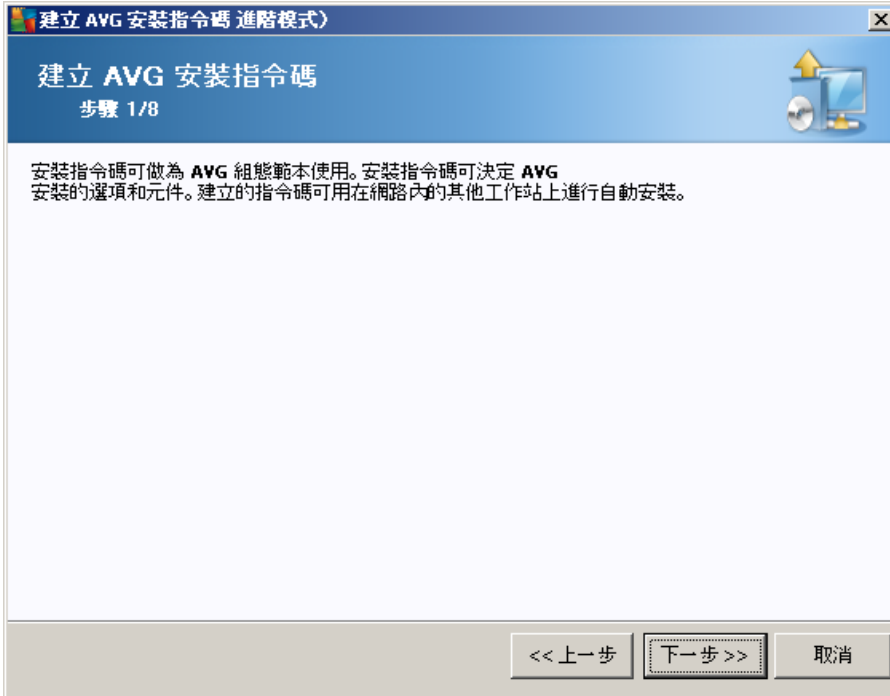 建立 AVG 安裝指令碼 進階模式）
建立 AVG 安裝指令碼
步驟 1/8
安裝指令碼可做為 AVG 組態範本使用。安裝指令碼可決定 AVG
安裝的選項和元件。建立的指令碼可用在網路內的其他工作站上進行自動安裝。
<<上一步
下一步>>
取消